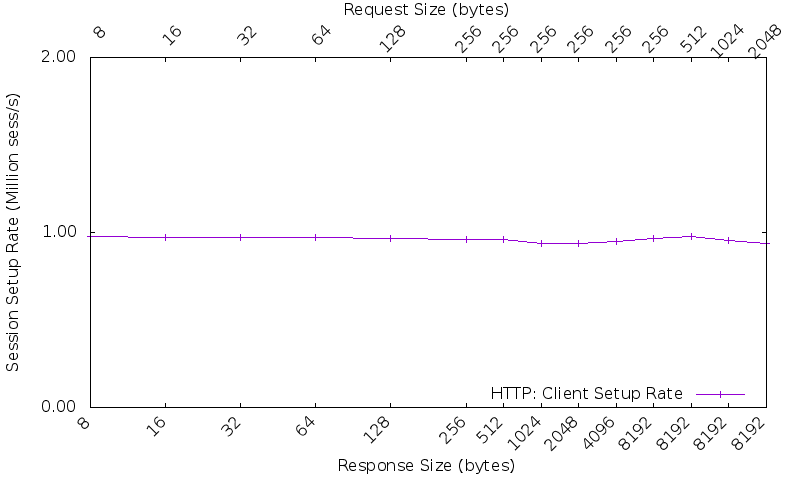 Request Size (bytes)
8 16 32 64 128 256 256 256 256 256 256 512 1024 2048
2.00
1.00
0.00
Session Setup Rate (Million sess/s)
HTTP: Client Setup Rate
8 16 32 64 128 256 512 1024 2048 4096 8192 8192 8192 8192
Response Size (bytes)